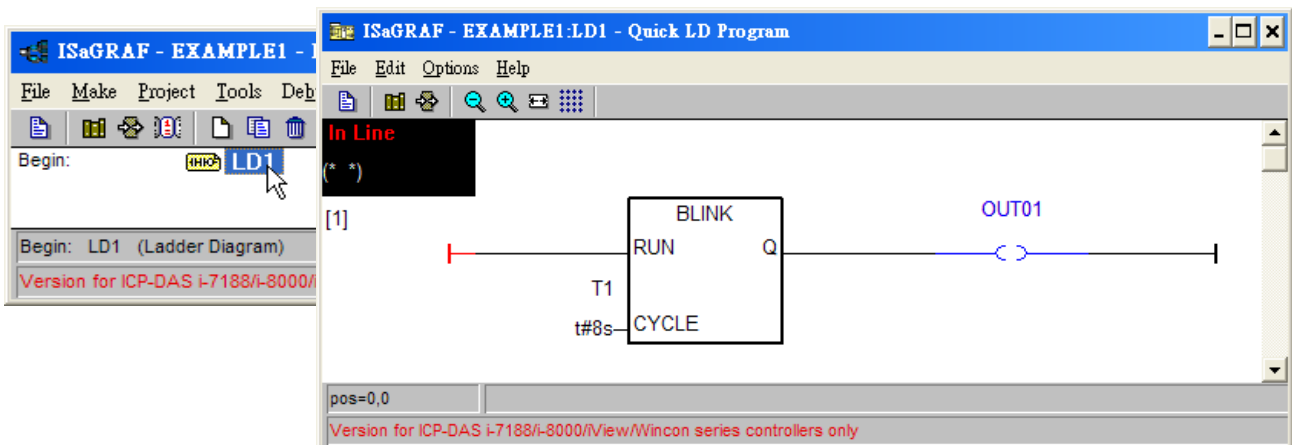 ISaGRAF - EXAMPLE1 -
File Make Project Tools
Begin: LD1
Begin: LD1 (Ladder Diagram)
Version for ICP-DAS i-7188/i-8000/
ISaGRAF - EXAMPLE1:LD1 - Quick LD Program
File Edit Options Help
In Line
(* *)
[1]
BLINK
OUT01
RUN Q
T1
t#8s CYCLE
pos=0,0
Version for ICP-DAS i-7188/i-8000/iView/Wincon series controllers only